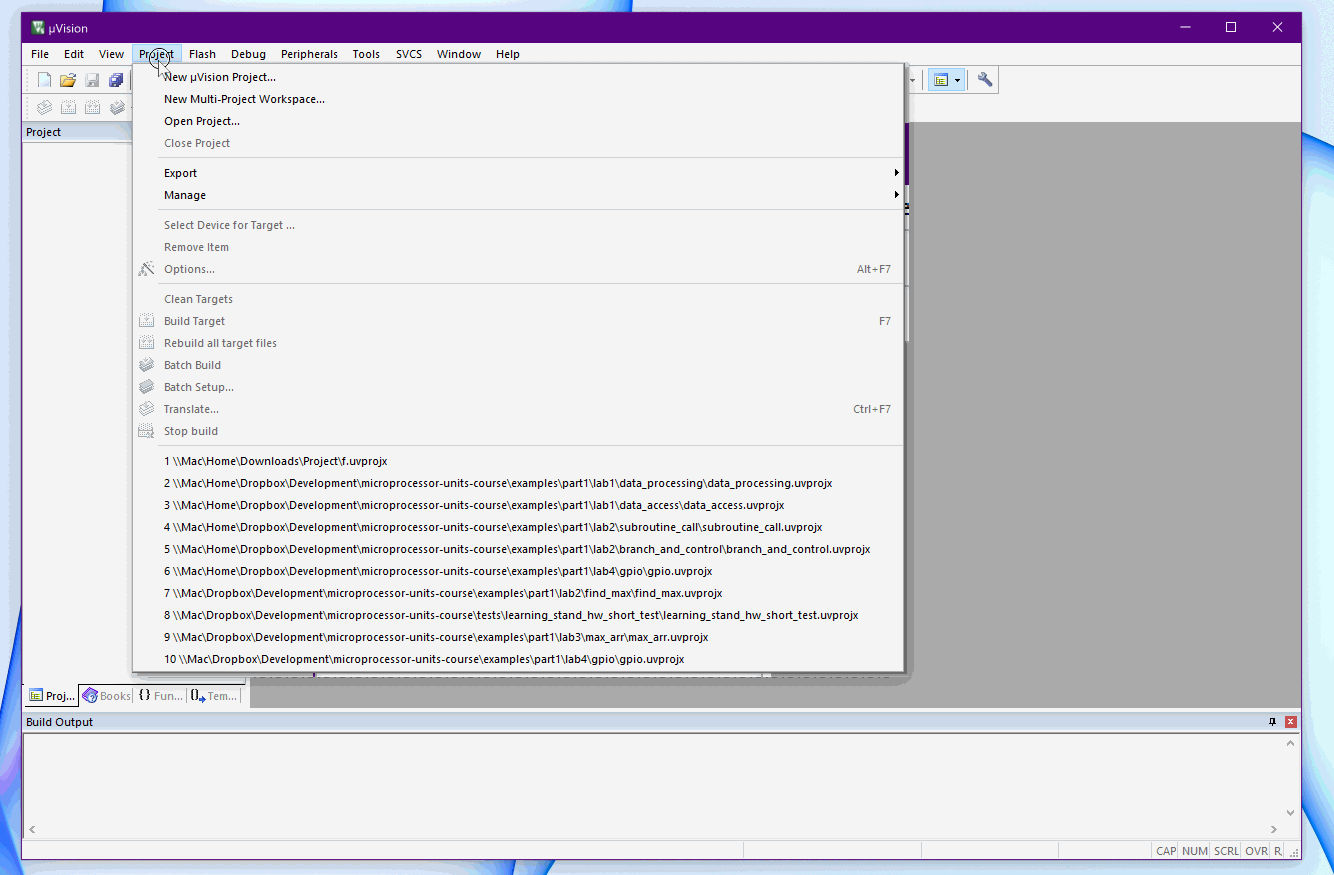 µVision
File Edit View Project Flash Debug Peripherals Tools SVCS Window Help
New µVision Project...
New Multi-Project Workspace...
Open Project...
Close Project
Export
Manage
Select Device for Target ...
Remove Item
Options... Alt+F7
Clean Targets
Build Target F7
Rebuild all target files
Batch Build
Batch Setup...
Translate... Ctrl+F7
Stop build
1 \\Mac\Home\Downloads\Project\f.uvprojx
2 \\Mac\Home\Dropbox\Development\microprocessor-units-course\examples\part1\lab1\data_processing\data_processing.uvprojx
3 \\Mac\Home\Dropbox\Development\microprocessor-units-course\examples\part1\lab1\data_access\data_access.uvprojx
4 \\Mac\Home\Dropbox\Development\microprocessor-units-course\examples\part1\lab2\subroutine_call\subroutine_call.uvprojx
5 \\Mac\Home\Dropbox\Development\microprocessor-units-course\examples\part1\lab2\branch_and_control\branch_and_control.uvprojx
6 \\Mac\Home\Dropbox\Development\microprocessor-units-course\examples\part1\lab4\gpio\gpio.uvprojx
7 \\Mac\Dropbox\Development\microprocessor-units-course\examples\part1\lab2\find_max\find_max.uvprojx
8 \\Mac\Dropbox\Development\microprocessor-units-course\tests\learning_stand_hw_short_test\learning_stand_hw_short_test.uvprojx
9 \\Mac\Dropbox\Development\microprocessor-units-course\examples\part1\lab3\max_arr\max_arr.uvprojx
10 \\Mac\Dropbox\Development\microprocessor-units-course\examples\part1\lab4\gpio\gpio.uvprojx
Project
Proj... Books {} Fun... Tem...
Build Output
CAP NUM SCRL OVR R